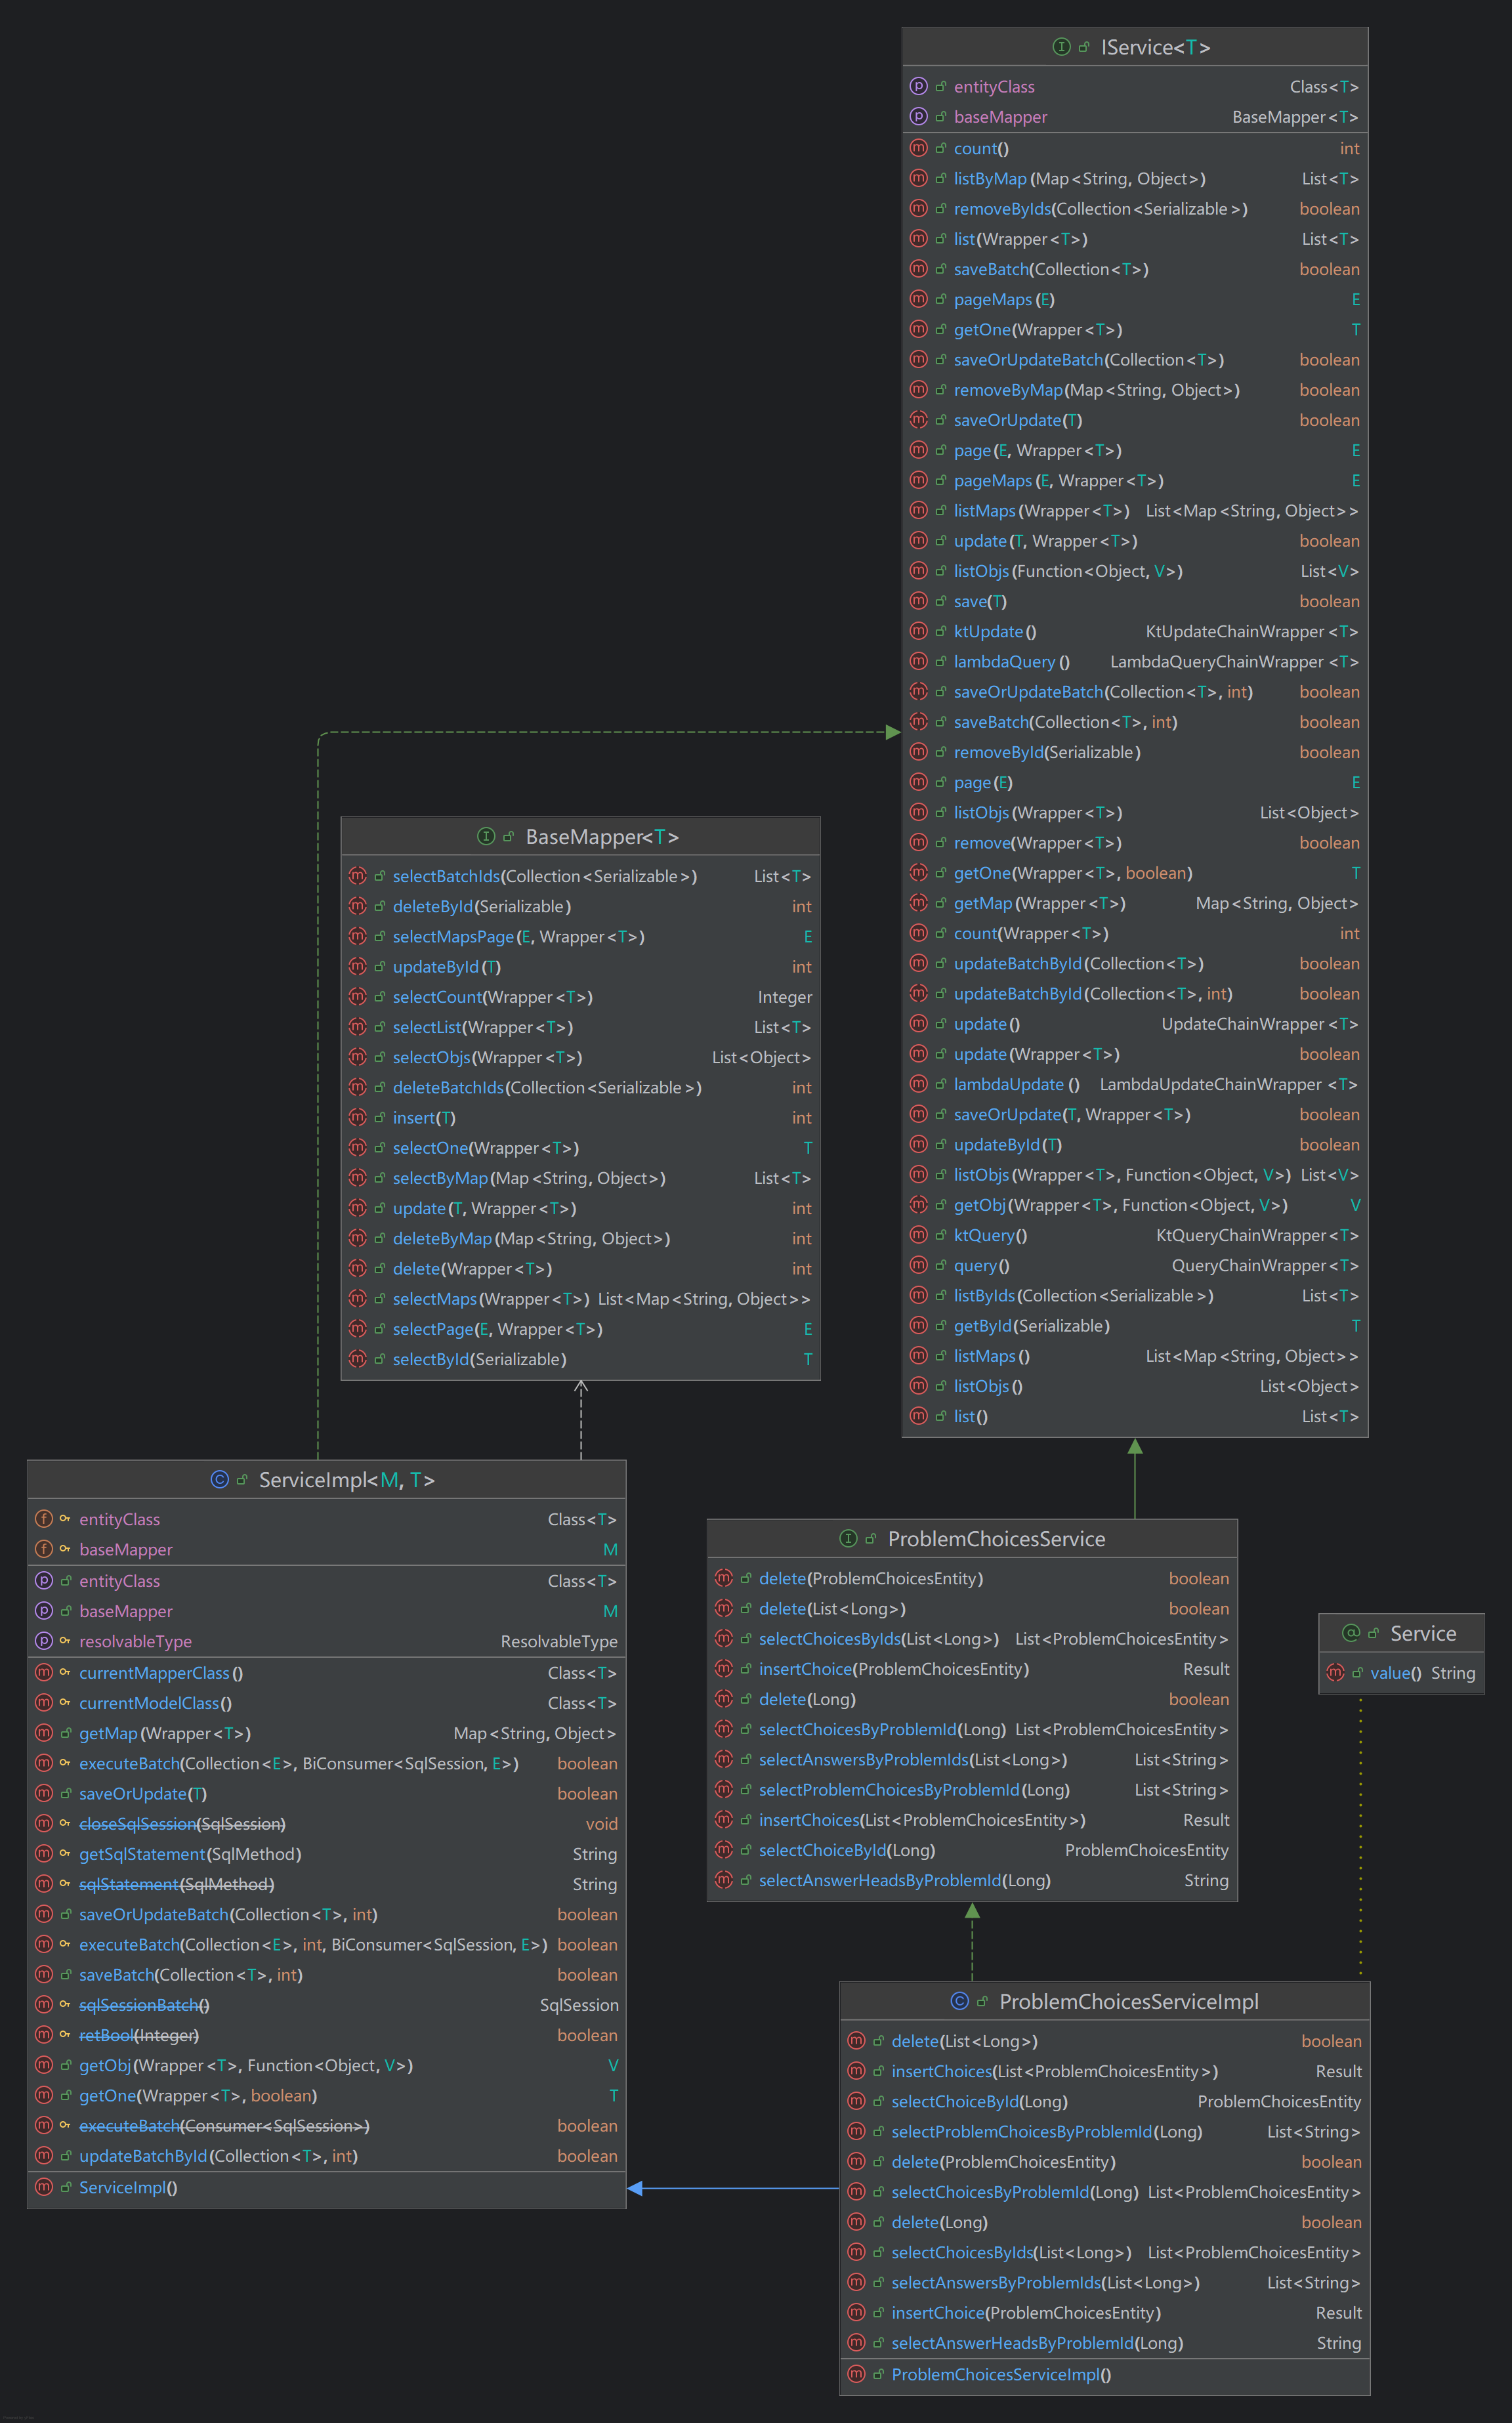 IService<T>
entityClass Class<T>
baseMapper BaseMapper<T>
count() int
listByMap(Map<String, Object>) List<T>
removeByIds(Collection<Serializable>) boolean
list(Wrapper<T>) List<T>
saveBatch(Collection<T>) boolean
pageMaps(E) E
getOne(Wrapper<T>) T
saveOrUpdateBatch(Collection<T>) boolean
removeByMap(Map<String, Object>) boolean
saveOrUpdate(T) boolean
page(E, Wrapper<T>) E
pageMaps(E, Wrapper<T>) E
listMaps(Wrapper<T>) List<Map<String, Object>>
update(T, Wrapper<T>) boolean
listObjs(Function<Object, V>) List<V>
save(T) boolean
ktUpdate() KtUpdateChainWrapper<T>
lambdaQuery() LambdaQueryChainWrapper<T>
saveOrUpdateBatch(Collection<T>, int) boolean
saveBatch(Collection<T>, int) boolean
removeById(Serializable) boolean
page(E) E
listObjs(Wrapper<T>) List<Object>
remove(Wrapper<T>) boolean
getOne(Wrapper<T>, boolean) T
getMap(Wrapper<T>) Map<String, Object>
count(Wrapper<T>) int
updateBatchById(Collection<T>) boolean
updateBatchById(Collection<T>, int) boolean
update() UpdateChainWrapper<T>
update(Wrapper<T>) boolean
lambdaUpdate() LambdaUpdateChainWrapper<T>
saveOrUpdate(T, Wrapper<T>) boolean
updateById(T) boolean
listObjs(Wrapper<T>, Function<Object, V>) List<V>
getObj(Wrapper<T>, Function<Object, V>) V
ktQuery() KtQueryChainWrapper<T>
query() QueryChainWrapper<T>
listByIds(Collection<Serializable>) List<T>
getById(Serializable) T
listMaps() List<Map<String, Object>>
listObjs() List<Object>
list() List<T>
BaseMapper<T>
selectBatchIds(Collection<Serializable>) List<T>
deleteById(Serializable) int
selectMapsPage(E, Wrapper<T>) E
updateById(T) int
selectCount(Wrapper<T>) Integer
selectList(Wrapper<T>) List<T>
selectObjs(Wrapper<T>) List<Object>
deleteBatchIds(Collection<Serializable>) int
insert(T) int
selectOne(Wrapper<T>) T
selectByMap(Map<String, Object>) List<T>
update(T, Wrapper<T>) int
deleteByMap(Map<String, Object>) int
delete(Wrapper<T>) int
selectMaps(Wrapper<T>) List<Map<String, Object>>
selectPage(E, Wrapper<T>) E
selectById(Serializable) T
ServiceImpl<M, T>
entityClass Class<T>
baseMapper M
entityClass Class<T>
baseMapper M
resolvableType ResolvableType
currentMapperClass() Class<T>
currentModelClass() Class<T>
getMap(Wrapper<T>) Map<String, Object>
executeBatch(Collection<E>, BiConsumer<SqlSession, E>) boolean
saveOrUpdate(T) boolean
closeSqlSession(SqlSession) void
getSqlStatement(SqlMethod) String
sqlStatement(SqlMethod) String
saveOrUpdateBatch(Collection<T>, int) boolean
executeBatch(Collection<E>, int, BiConsumer<SqlSession, E>) boolean
saveBatch(Collection<T>, int) boolean
sqlSessionBatch() SqlSession
retBool(Integer) boolean
getObj(Wrapper<T>, Function<Object, V>) V
getOne(Wrapper<T>, boolean) T
executeBatch(Consumer<SqlSession>) boolean
updateBatchById(Collection<T>, int) boolean
ServiceImpl()
ProblemChoicesService
delete(ProblemChoicesEntity) boolean
delete(List<Long>) boolean
selectChoicesByIds(List<Long>) List<ProblemChoicesEntity>
insertChoice(ProblemChoicesEntity) Result
delete(Long) boolean
selectChoicesByProblemId(Long) List<ProblemChoicesEntity>
selectAnswersByProblemIds(List<Long>) List<String>
selectProblemChoicesByProblemId(Long) List<String>
insertChoices(List<ProblemChoicesEntity>) Result
selectChoiceById(Long) ProblemChoicesEntity
selectAnswerHeadsByProblemId(Long) String
Service
value() String
ProblemChoicesServiceImpl
delete(List<Long>) boolean
insertChoices(List<ProblemChoicesEntity>) Result
selectChoiceById(Long) ProblemChoicesEntity
selectProblemChoicesByProblemId(Long) List<String>
delete(ProblemChoicesEntity) boolean
selectChoicesByProblemId(Long) List<ProblemChoicesEntity>
delete(Long) boolean
selectChoicesByIds(List<Long>) List<ProblemChoicesEntity>
selectAnswersByProblemIds(List<Long>) List<String>
insertChoice(ProblemChoicesEntity) Result
selectAnswerHeadsByProblemId(Long) String
ProblemChoicesServiceImpl()